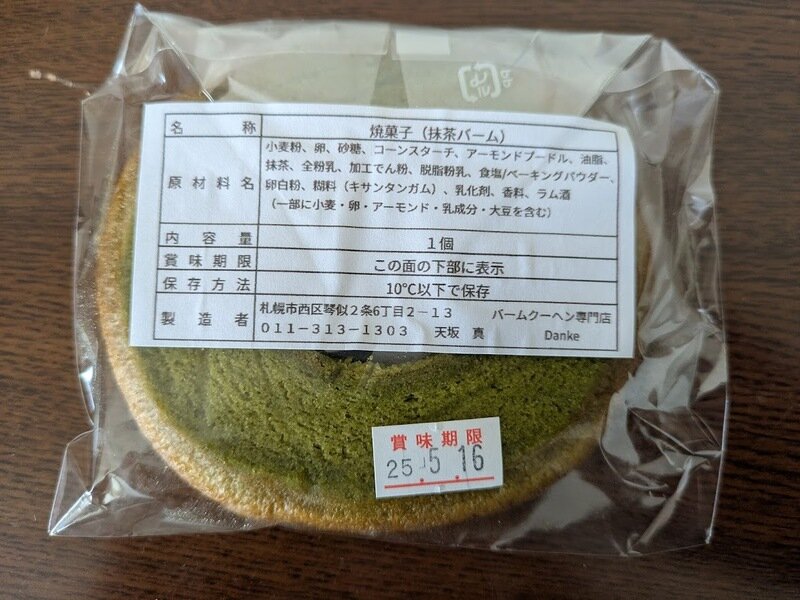 名称 焼菓子（抹茶バーム）
原材料名 小麦粉、卵、砂糖、コーンスターチ、アーモンドプードル、油脂、
抹茶、全粉乳、加工でん粉、脱脂粉乳、食塩/ベーキングパウダー、
卵白粉、糊料（キサンタンガム）、乳化剤、香料、ラム酒
（一部に小麦・卵・アーモンド・乳成分・大豆を含む）
内容量 1個
賞味期限 この面の下部に表示
保存方法 10℃以下で保存
製造者 札幌市西区琴似２条6丁目２－１３ バームクーヘン専門店
０１１－３１３－１３０３ 天坂 真 Danke
賞味期限
25.5.16